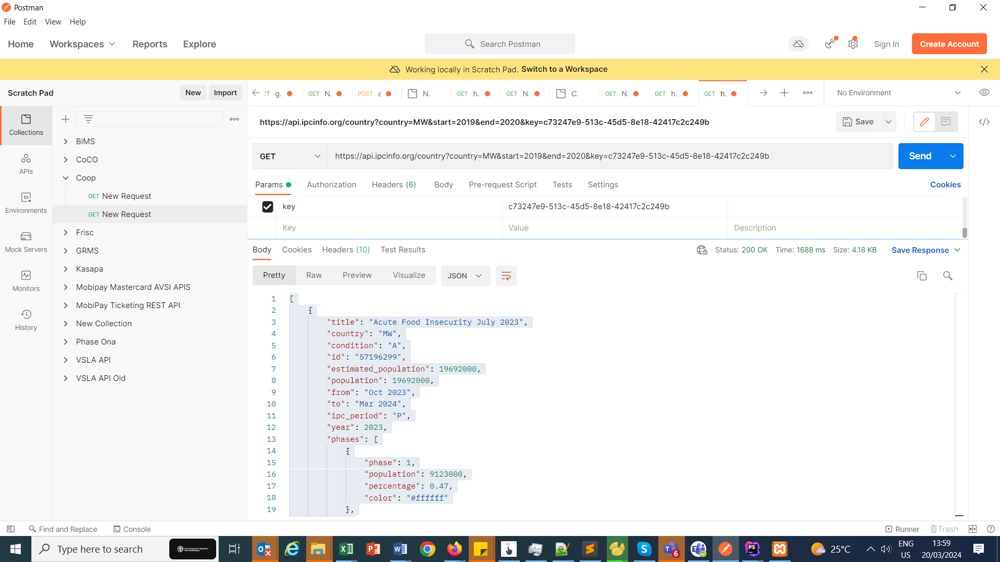 Postman
File Edit View Help
Home Workspaces Reports Explore
Search Postman
Sign In
Create Account
Working locally in Scratch Pad. Switch to a Workspace
Scratch Pad
New
Import
g.
GET N.
POST a
N.
GET h.
GET N.
C.
GET N.
GET h.
GET h.
No Environment
Collections
APIs
Environments
Mock Servers
Monitors
History
BiMS
CoCO
Coop
GET New Request
GET New Request
Frisc
GRMS
Kasapa
Mobipay Mastercard AVSI APIS
MobiPay Ticketing REST API
New Collection
Phase Ona
VSLA API
VSLA API Old
https://api.ipcinfo.org/country?country=MW&start=2019&end=2020&key=c73247e9-513c-45d5-8e18-42417c2c249b
Save
GET
https://api.ipcinfo.org/country?country=MW&start=2019&end=2020&key=c73247e9-513c-45d5-8e18-42417c2c249b
Send
Params Authorization Headers (6) Body Pre-request Script Tests Settings
Cookies
key c73247e9-513c-45d5-8e18-42417c2c249b
Key Value Description
Body Cookies Headers (10) Test Results
Status: 200 OK Time: 1688 ms Size: 4.18 KB
Save Response
Pretty Raw Preview Visualize JSON
1 [
2 {
3 "title": "Acute Food Insecurity July 2023",
4 "country": "MW",
5 "condition": "A",
6 "id": "57196299",
7 "estimated_population": 19692000,
8 "population": 19692000,
9 "from": "Oct 2023",
10 "to": "Mar 2024",
11 "ipc_period": "P",
12 "year": 2023,
13 "phases": [
14 {
15 "phase": 1,
16 "population": 9123000,
17 "percentage": 0.47,
18 "color": "#ffffff"
19 },
Find and Replace Console
Runner Trash
Type here to search
25°C
ENG
US
13:59
20/03/2024